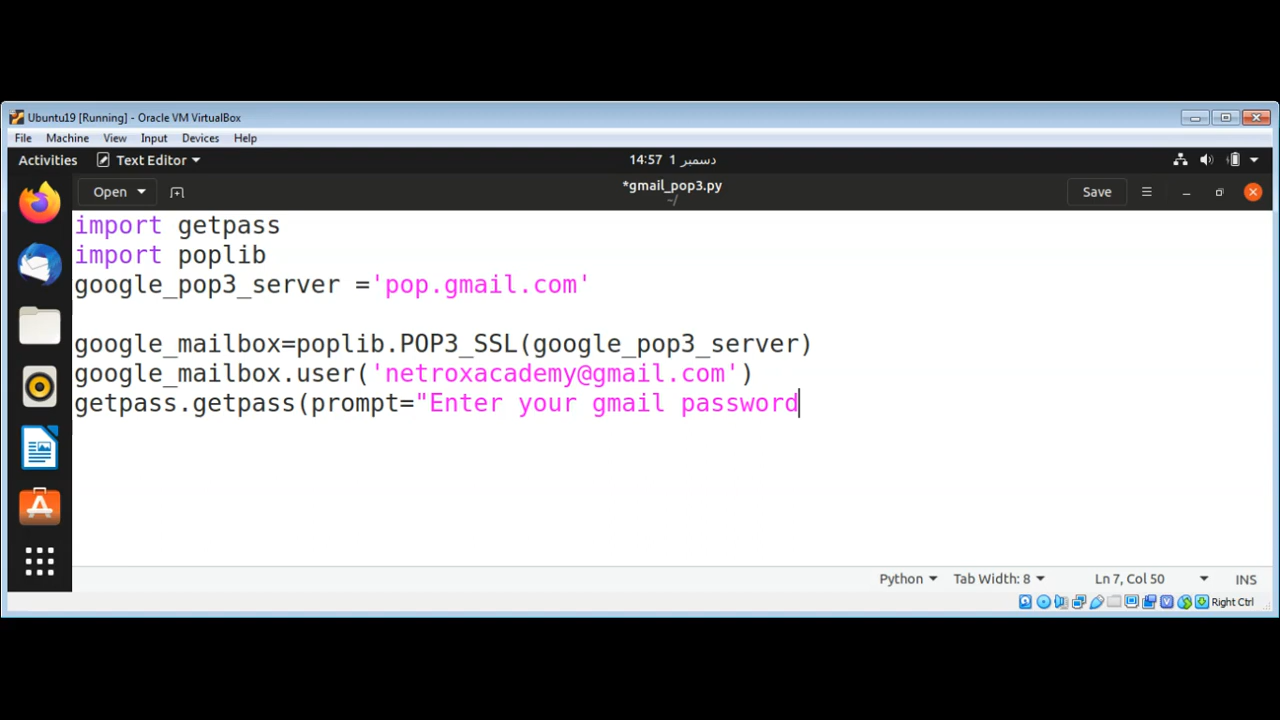 Ubuntu19 [Running] - Oracle VM VirtualBox
File Machine View Input Devices Help
Activities Text Editor 14:57 1 دسمبر
Open *gmail_pop3.py Save
~/
import getpass
import poplib
google_pop3_server ='pop.gmail.com'
google_mailbox=poplib.POP3_SSL(google_pop3_server)
google_mailbox.user('netroxacademy@gmail.com')
getpass.getpass(prompt="Enter your gmail password
Python Tab Width: 8 Ln 7, Col 50 INS
Right Ctrl